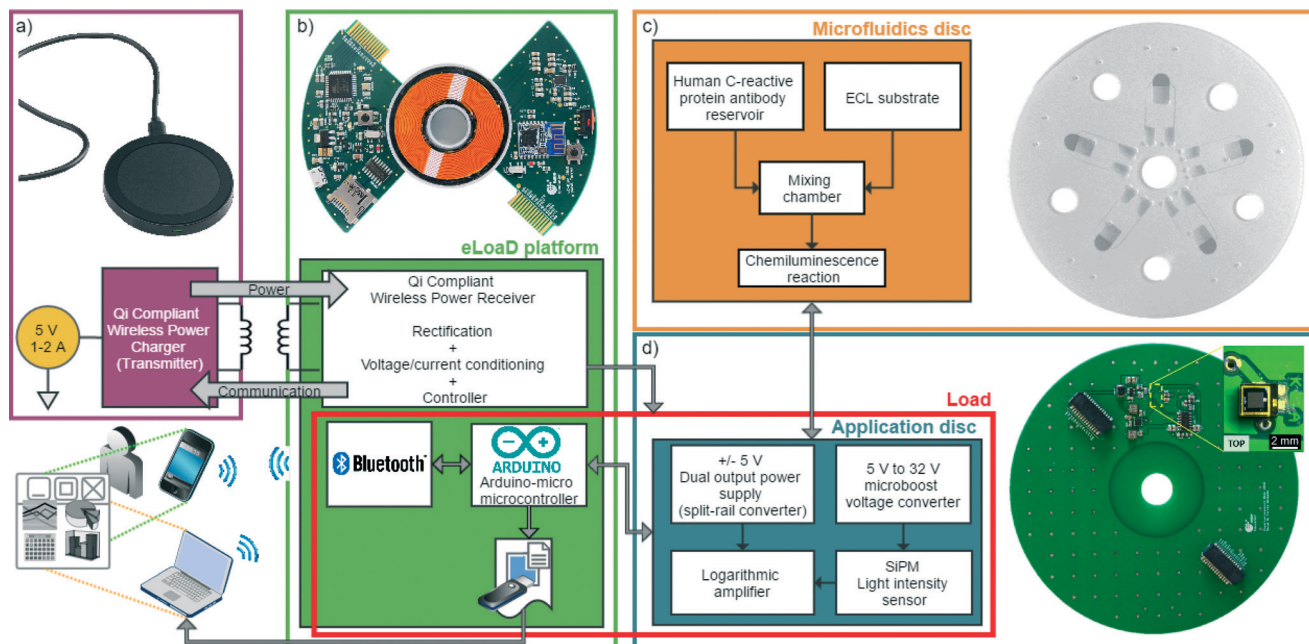 a)
5 V
1-2 A
Qi Compliant
Wireless Power
Charger
(Transmitter)
Power
Communication
b)
eLoaD platform
Qi Compliant
Wireless Power Receiver
Rectification
+
Voltage/current conditioning
+
Controller
Bluetooth™
ARDUINO
Arduino-micro
microcontroller
c)
Microfluidics disc
Human C-reactive
protein antibody
reservoir
ECL substrate
Mixing
chamber
Chemiluminescence
reaction
d)
Load
Application disc
+/- 5 V
Dual output power
supply
(split-rail converter)
5 V to 32 V
microboost
voltage converter
Logarithmic
amplifier
SiPM
Light intensity
sensor
TOP
2 mm